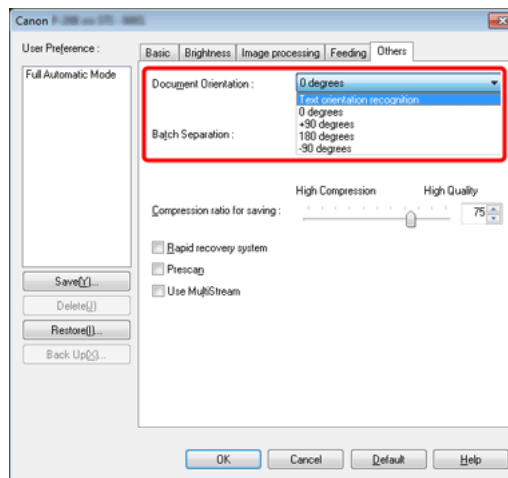 Canon
User Preference :
Full Automatic Mode
Basic Brightness Image processing Feeding Others
Document Orientation : 0 degrees
Text orientation recognition
0 degrees
+90 degrees
180 degrees
-90 degrees
Batch Separation :
High Compression High Quality
Compression ratio for saving : 75
Rapid recovery system
Prescan
Use MultiStream
Save(Y)...
Delete(J)
Restore(I)...
Back Up(X)...
OK Cancel Default Help